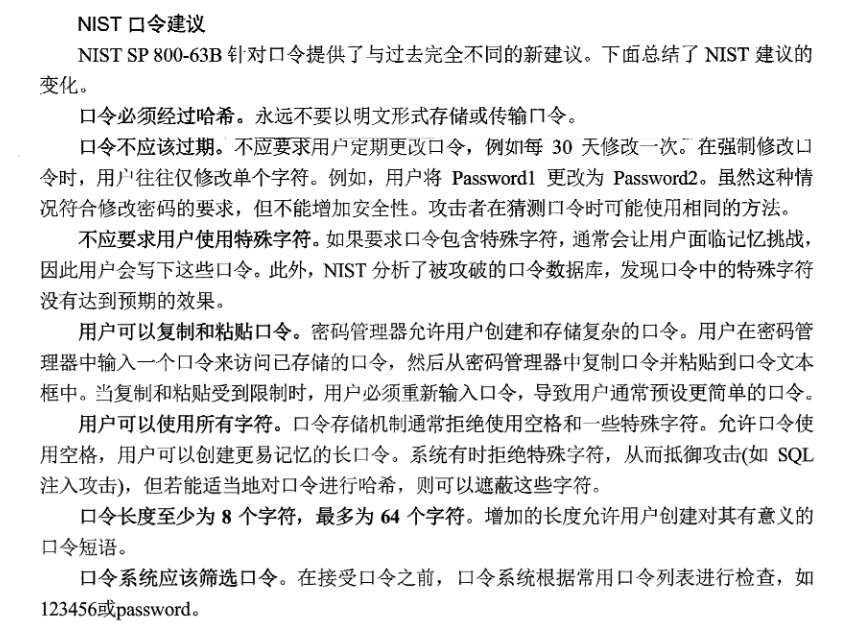 NIST 口令建议
NIST SP 800-63B 针对口令提供了与过去完全不同的新建议。下面总结了 NIST 建议的
变化。
口令必须经过哈希。永远不要以明文形式存储或传输口令。
口令不应该过期。不应要求用户定期更改口令，例如每 30 天修改一次。在强制修改口
令时，用户往往仅修改单个字符。例如，用户将 Password1 更改为 Password2。虽然这种情
况符合修改密码的要求，但不能增加安全性。攻击者在猜测口令时可能使用相同的方法。
不应要求用户使用特殊字符。如果要求口令包含特殊字符，通常会让用户面临记忆挑战，
因此用户会写下这些口令。此外，NIST 分析了被攻破的口令数据库，发现口令中的特殊字符
没有达到预期的效果。
用户可以复制和粘贴口令。密码管理器允许用户创建和存储复杂的口令。用户在密码管
理器中输入一个口令来访问已存储的口令，然后从密码管理器中复制口令并粘贴到口令文本
框中。当复制和粘贴受到限制时，用户必须重新输入口令，导致用户通常预设更简单的口令。
用户可以使用所有字符。口令存储机制通常拒绝使用空格和一些特殊字符。允许口令使
用空格，用户可以创建更易记忆的长口令。系统有时拒绝特殊字符，从而抵御攻击(如 SQL
注入攻击)，但若能适当地对口令进行哈希，则可以遮蔽这些字符。
口令长度至少为 8 个字符，最多为 64 个字符。增加的长度允许用户创建对其有意义的
口令短语。
口令系统应该筛选口令。在接受口令之前，口令系统根据常用口令列表进行检查，如
123456或password。